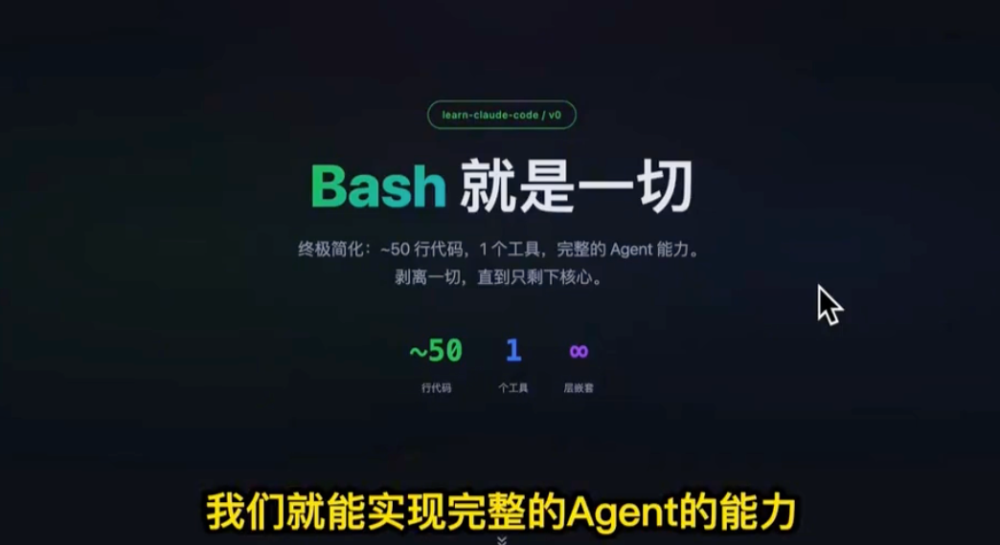 learn-claude-code / v0
Bash 就是一切
终极简化：~50 行代码，1 个工具，完整的 Agent 能力。
剥离一切，直到只剩下核心。
~50 1 ∞
行代码 个工具 层嵌套
我们就能实现完整的Agent的能力